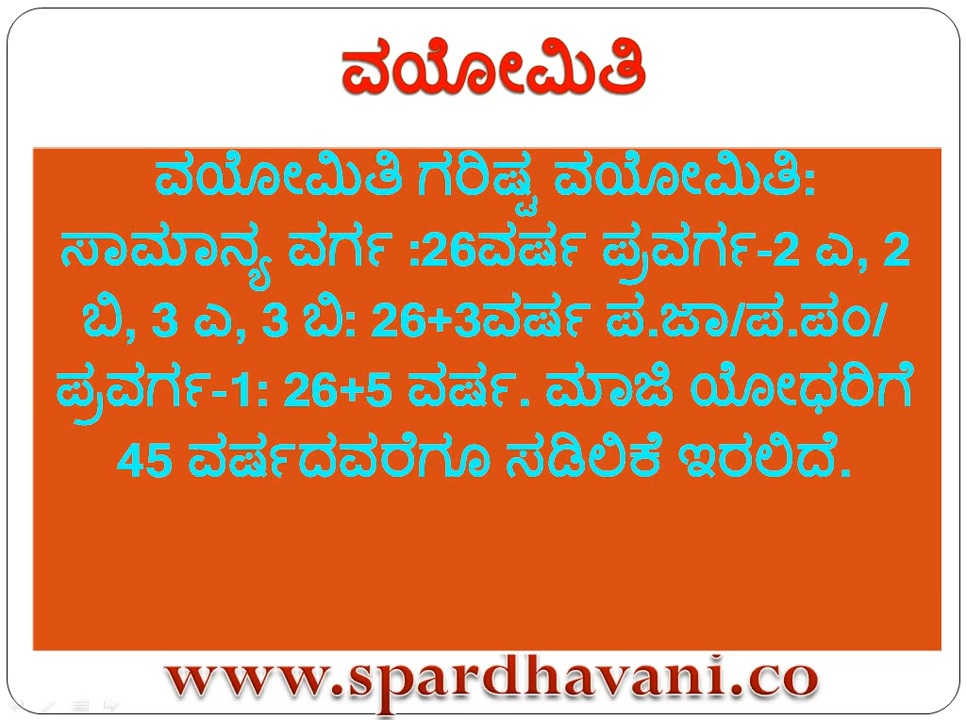 ವಯೋಮಿತಿ
ವಯೋಮಿತಿ ಗರಿಷ್ಟ ವಯೋಮಿತಿ:
ಸಾಮಾನ್ಯ ವರ್ಗ :26ವರ್ಷ ಪ್ರವರ್ಗ-2 ಎ, 2
ಬಿ, 3 ಎ, 3 ಬಿ: 26+3ವರ್ಷ ಪ.ಜಾ/ಪ.ಪಂ/
ಪ್ರವರ್ಗ-1: 26+5 ವರ್ಷ. ಮಾಜಿ ಯೋಧರಿಗೆ
45 ವರ್ಷದವರೆಗೂ ಸಡಿಲಿಕೆ ಇರಲಿದೆ.
www.spardhavani.co